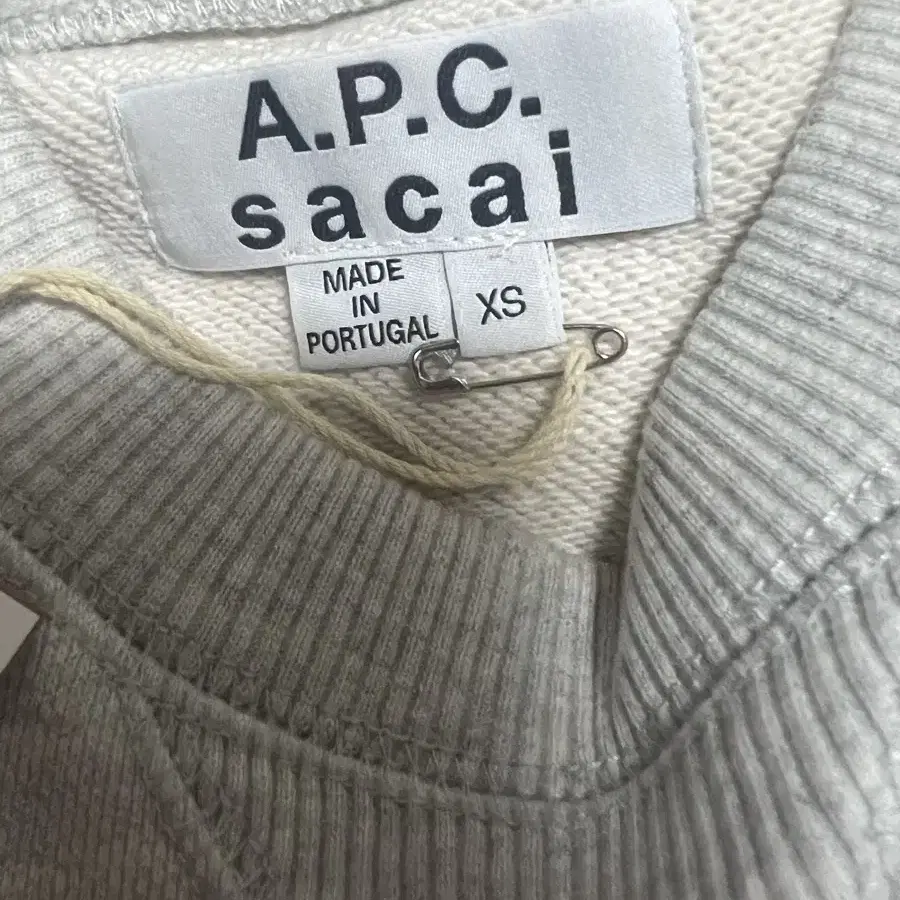 A.P.C.
sacai
MADE
IN
PORTUGAL
XS